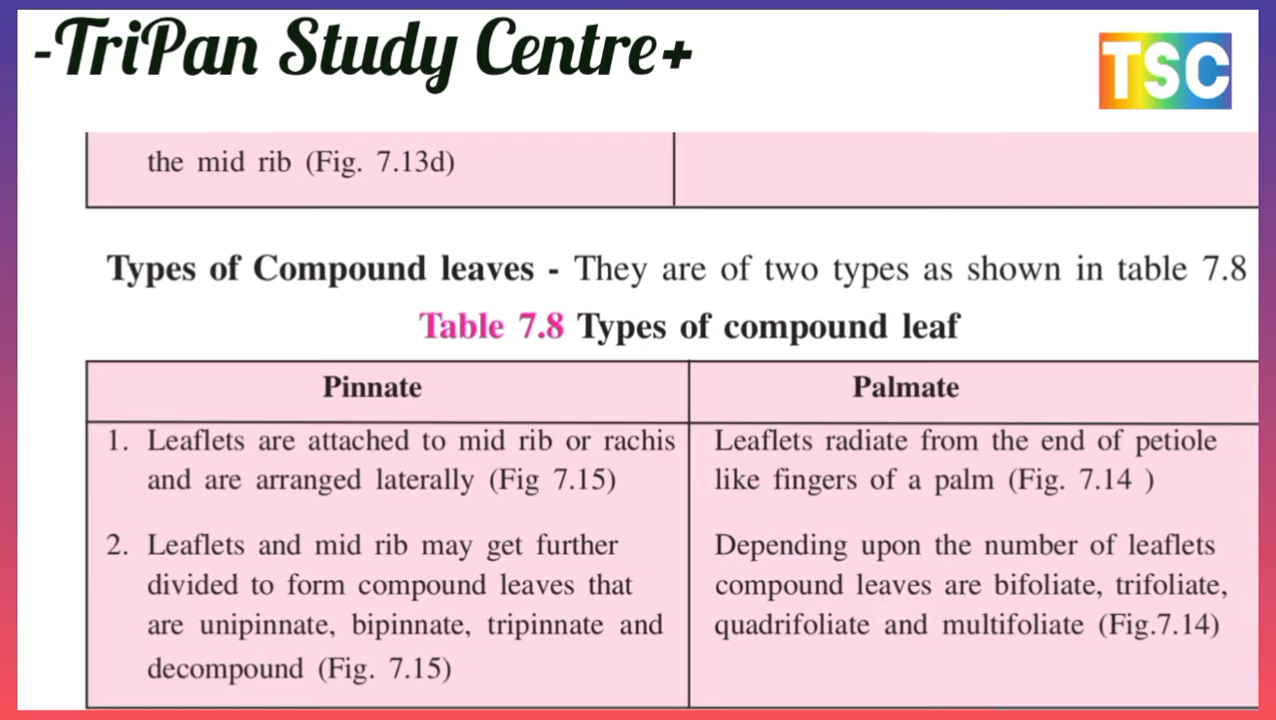 -TriPan Study Centre+
TSC
the mid rib (Fig. 7.13d)
Types of Compound leaves - They are of two types as shown in table 7.8
Table 7.8 Types of compound leaf
Pinnate
Palmate
1. Leaflets are attached to mid rib or rachis
and are arranged laterally (Fig 7.15)
Leaflets radiate from the end of petiole
like fingers of a palm (Fig. 7.14 )
2. Leaflets and mid rib may get further
divided to form compound leaves that
are unipinnate, bipinnate, tripinnate and
decompound (Fig. 7.15)
Depending upon the number of leaflets
compound leaves are bifoliate, trifoliate,
quadrifoliate and multifoliate (Fig.7.14)